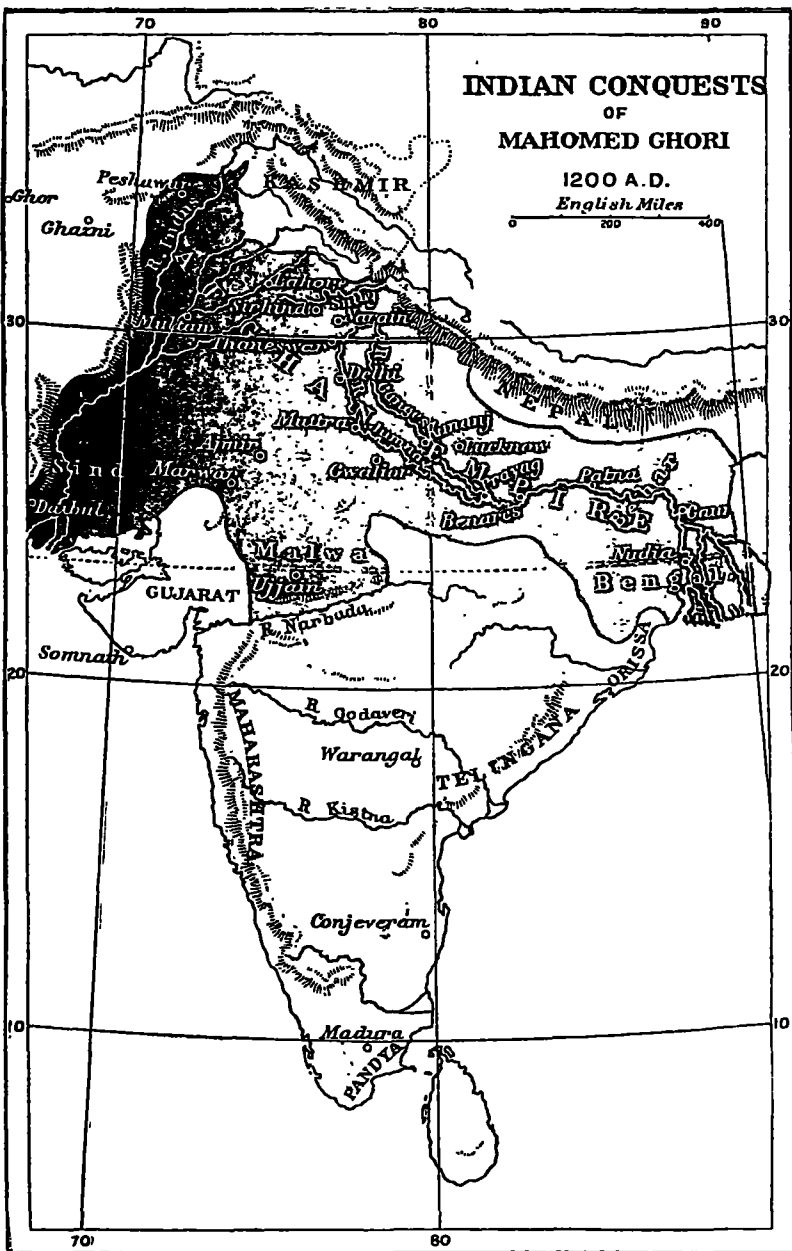 70
80
90
INDIAN CONQUESTS
OF
MAHOMED GHORI
1200 A.D.
English Miles
0 200 400
KASHMIR
Ghor
Ghazni
Lahore
Sirhind
Tarain
30
30
Multan
Thaneswer
Delhi
NEPAL
Muttra
Kanauj
Lucknow
Ajmir
Gwalior
Prayag
Patna
Sind
Marwar
Benares
Gaur
EMPIRE
Nudia
Malwa
Bengal
Ujjain
GUJARAT
R Narbuda
Somnath
20
20
ORISSA
MAHARASHTRA
R Godaveri
Warangal
TELINGANA
R Kistna
Conjeveram
10
10
Madura
PANDYA
70
80